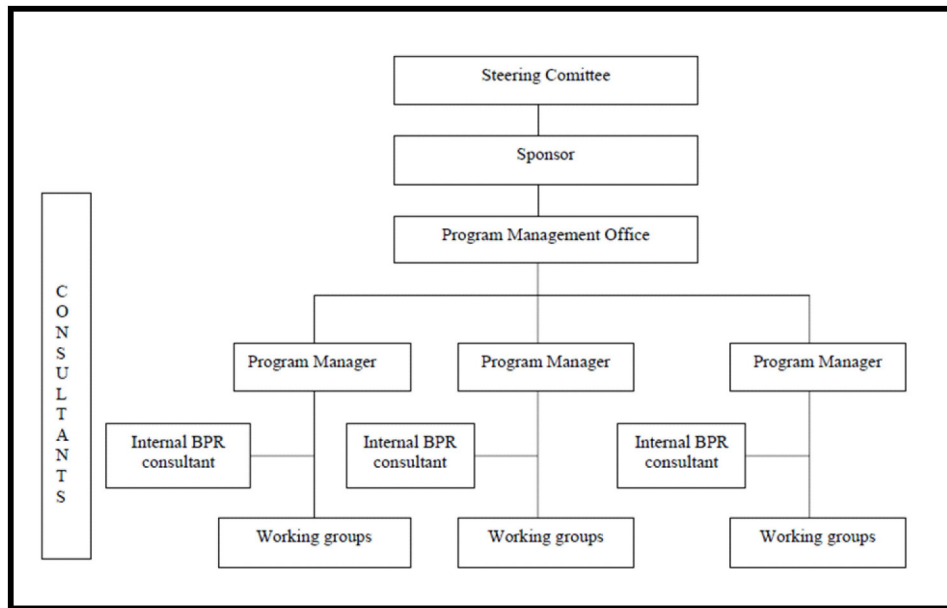 Steering Comittee
Sponsor
Program Management Office
CONSULTANTS
Program Manager
Program Manager
Program Manager
Internal BPR
consultant
Internal BPR
consultant
Internal BPR
consultant
Working groups
Working groups
Working groups